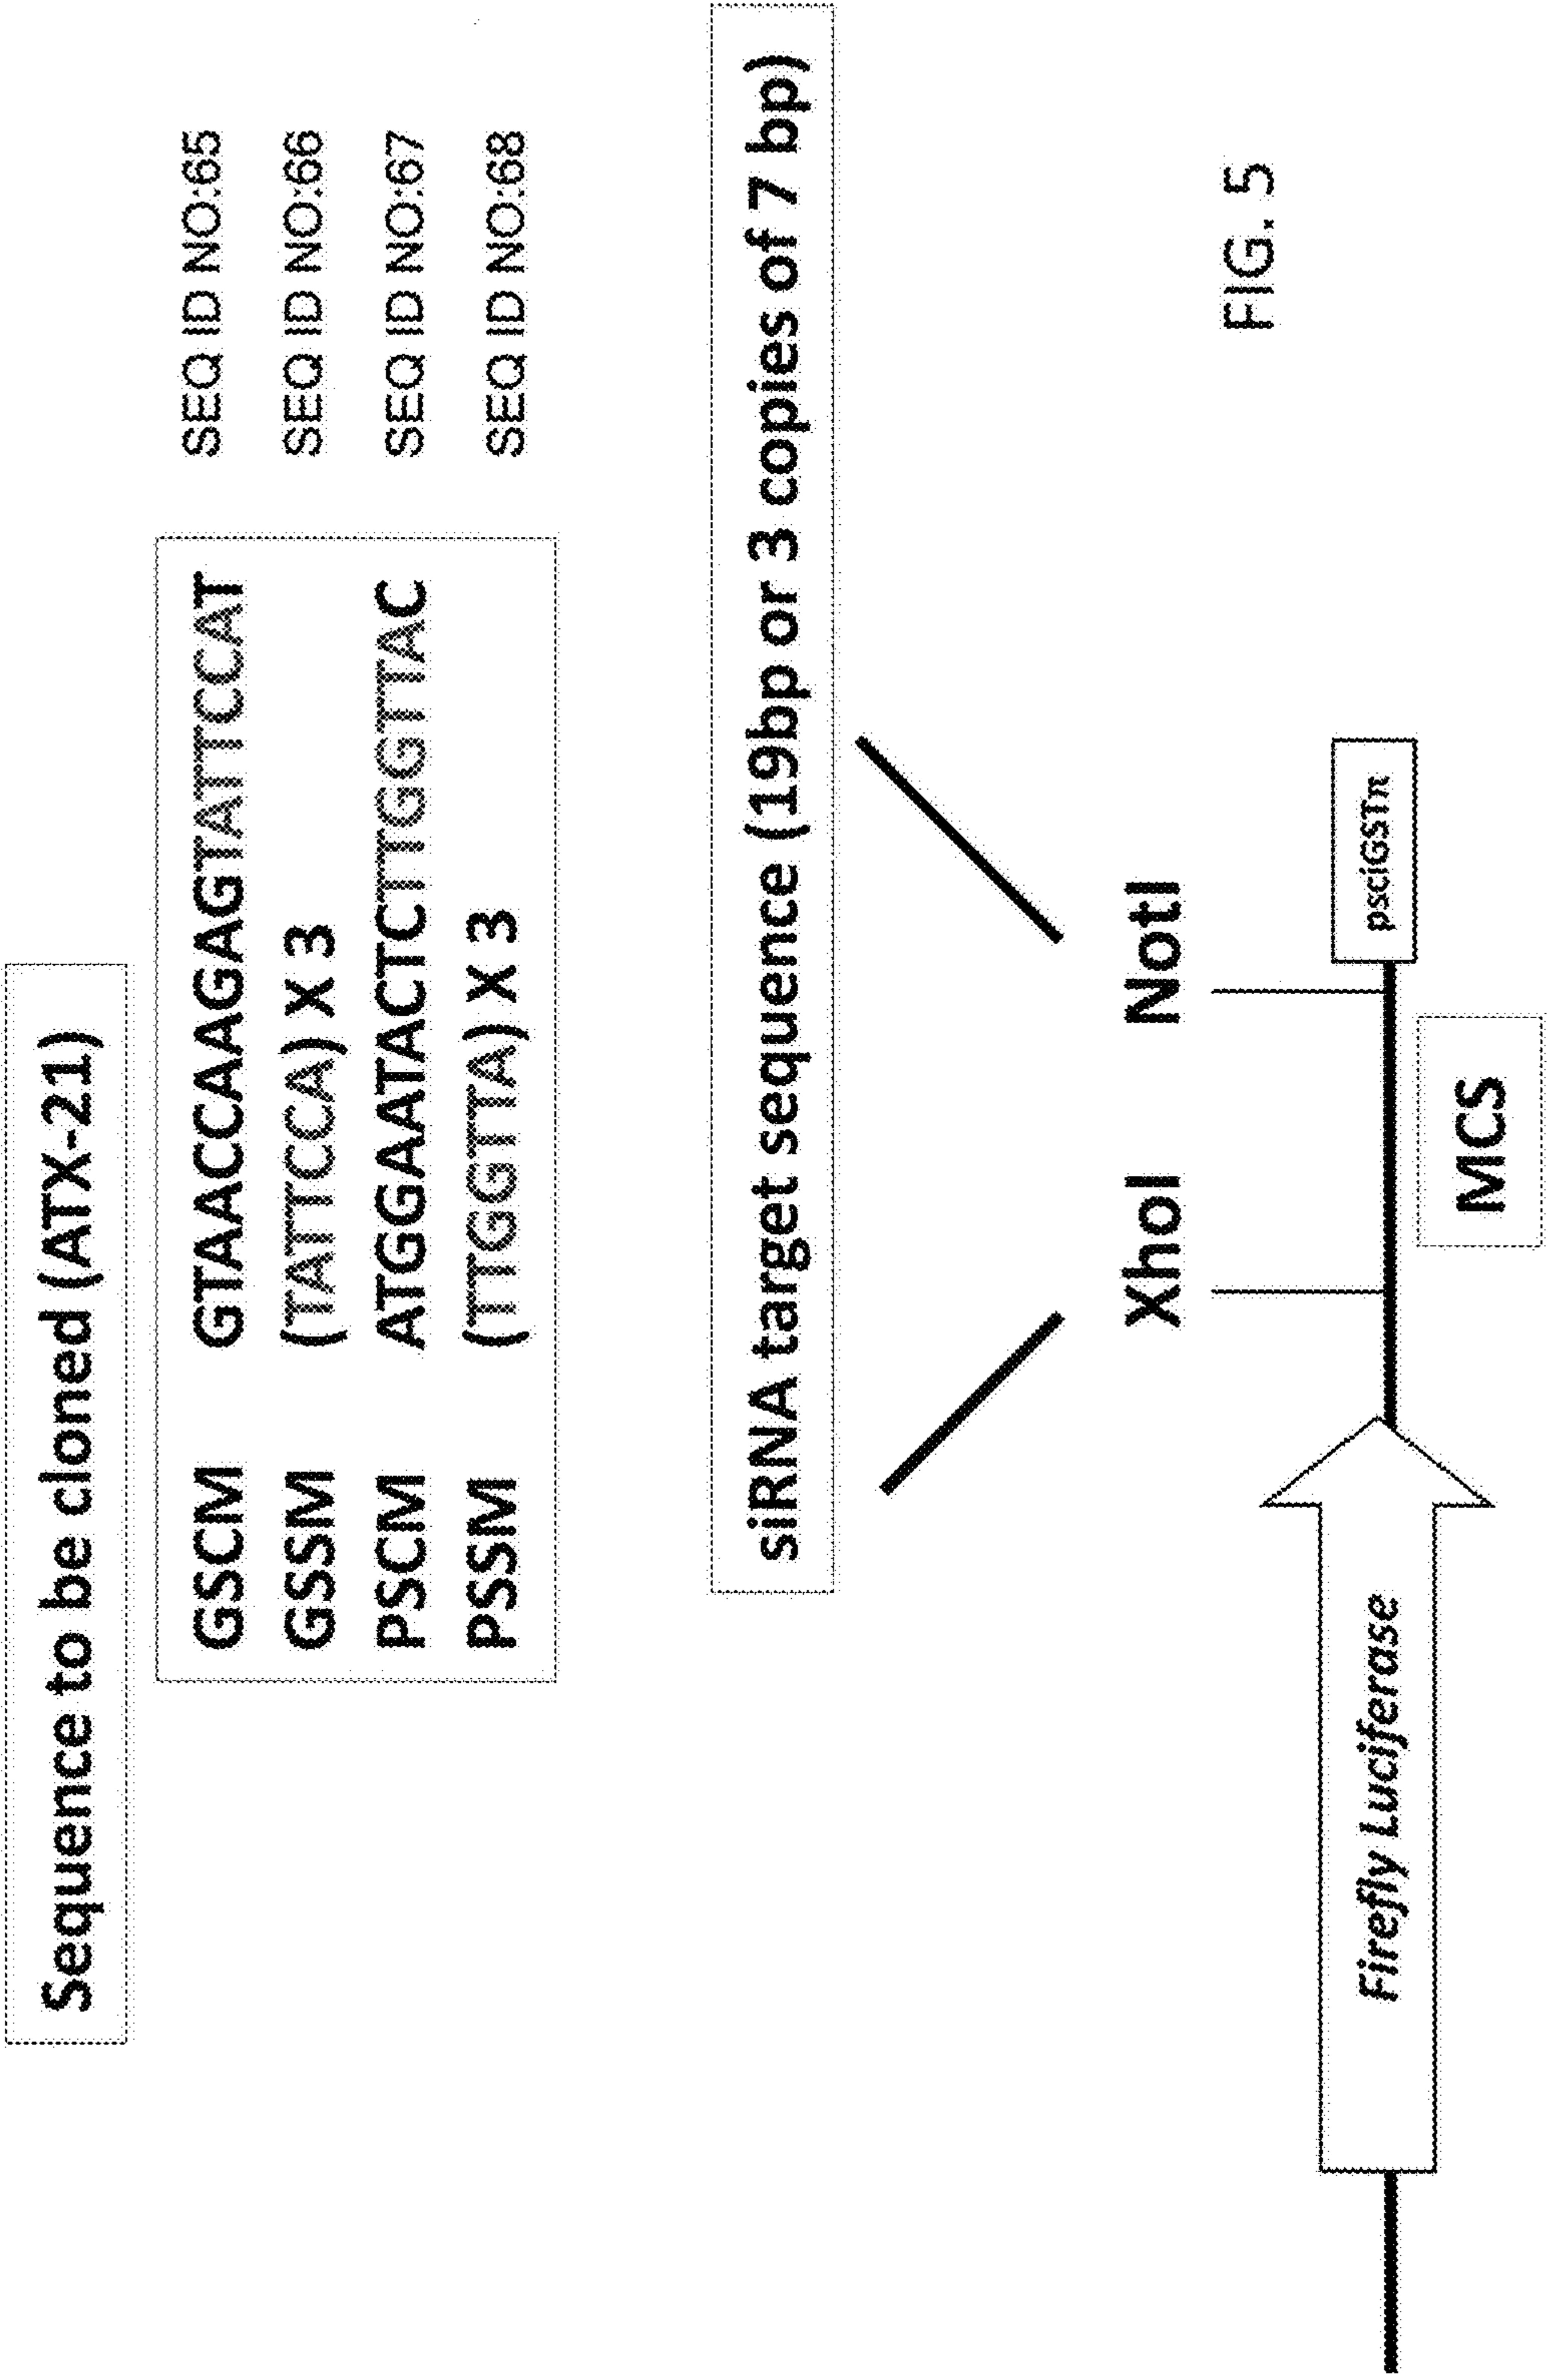 Sequence to be cloned (ATX-21)
GSCM GTAACCAAGAGTATTCCAT SEQ ID NO:65
GSSM (TATTCCA) X 3 SEQ ID NO:66
PSCM ATGGAATACTCTTGGTTAC SEQ ID NO:67
PSSM (TTGGTTA) X 3 SEQ ID NO:68
siRNA target sequence (19bp or 3 copies of 7 bp)
XhoI NotI
Firefly Luciferase
psciGSTπ
MCS
FIG. 5